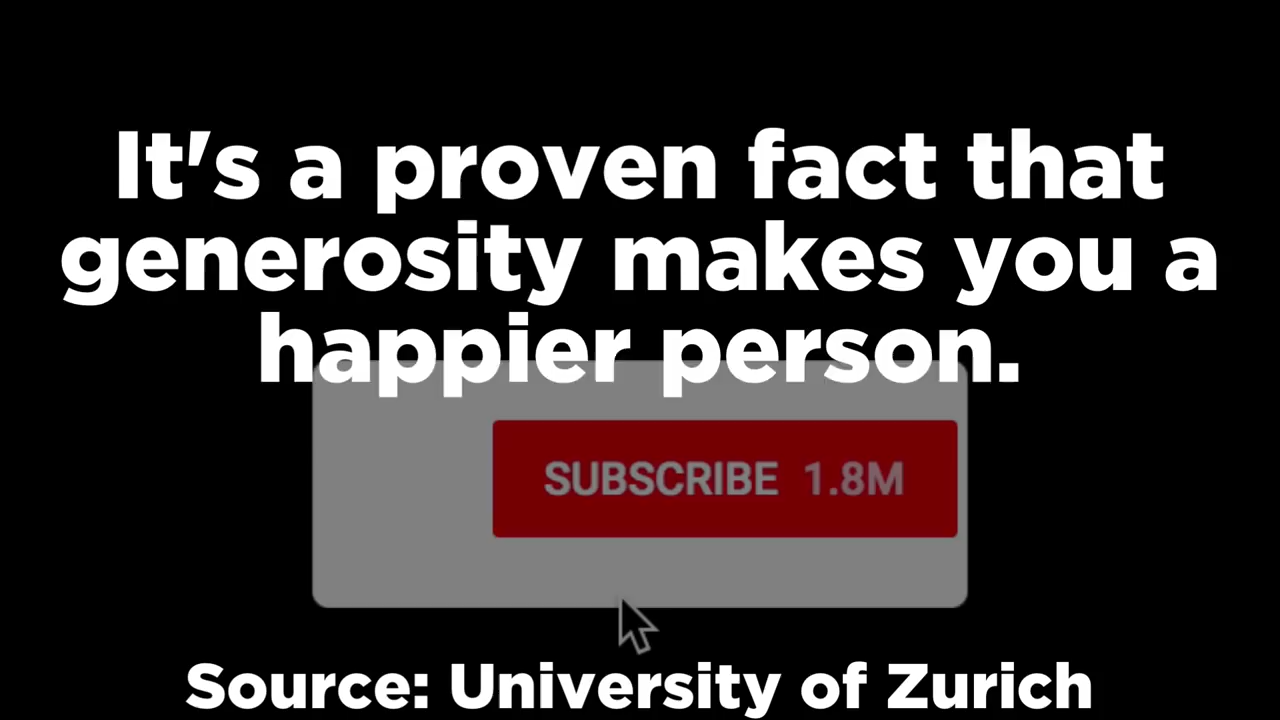 It's a proven fact that
generosity makes you a
happier person.
SUBSCRIBE 1.8M
Source: University of Zurich